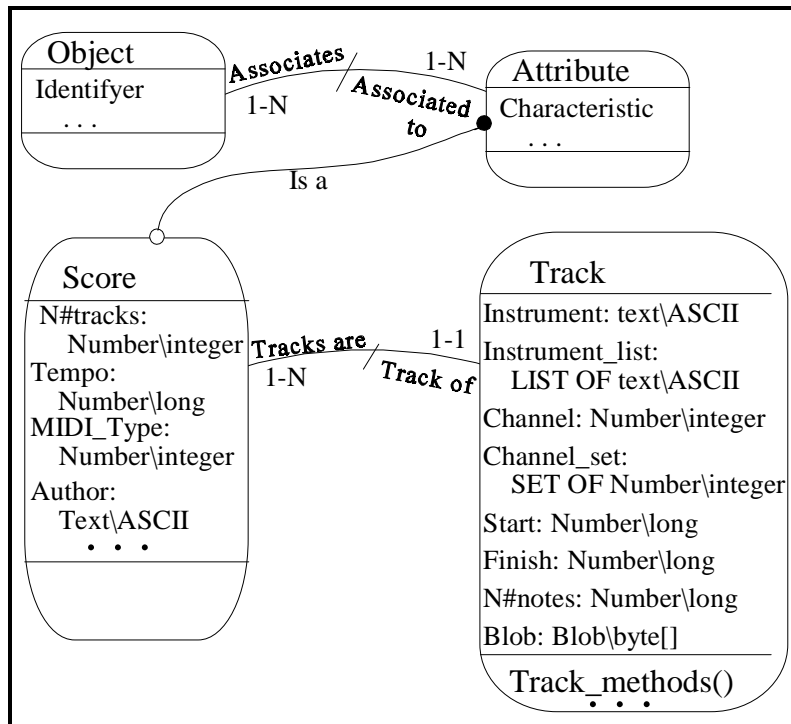 Object
Identifyer
. . .
Associates
1-N
1-N
Associated
to
Attribute
Characteristic
. . .
Is a
Score
N#tracks:
Number\integer
Tempo:
Number\long
MIDI_Type:
Number\integer
Author:
Text\ASCII
• • •
Tracks are
1-N
1-1
Track of
Track
Instrument: text\ASCII
Instrument_list:
LIST OF text\ASCII
Channel: Number\integer
Channel_set:
SET OF Number\integer
Start: Number\long
Finish: Number\long
N#notes: Number\long
Blob: Blob\byte[]
Track_methods()
• • •